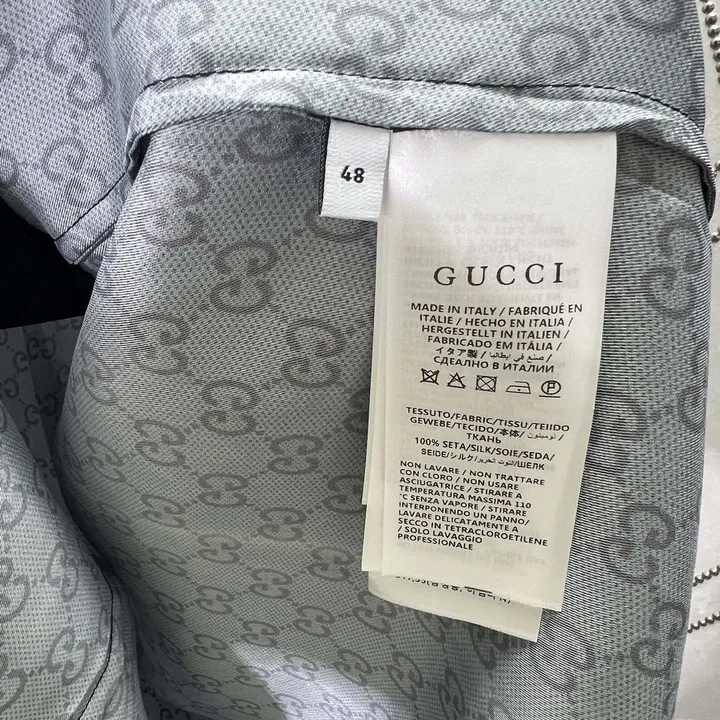 48
GUCCI
MADE IN ITALY / FABRIQUÉ EN
ITALIE / HECHO EN ITALIA /
HERGESTELLT IN ITALIEN /
FABRICADO EM ITÁLIA /
イタリア製 / صنع في إيطاليا /
СДЕЛАНО В ИТАЛИИ
TESSUTO/FABRIC/TISSU/TEJIDO
GEWEBE/TECIDO/本体/
ТКАНЬ
100% SETA/SILK/SOIE/SEDA/
SEIDE/シルク/ШЕЛК
NON LAVARE / NON TRATTARE
CON CLORO / NON USARE
ASCIUGATRICE / STIRARE A
TEMPERATURA MASSIMA 110
°C SENZA VAPORE / STIRARE
INTERPONENDO UN PANNO/
LAVARE DELICATAMENTE A
SECCO IN TETRACLOROETILENE
/ SOLO LAVAGGIO
PROFESSIONALE